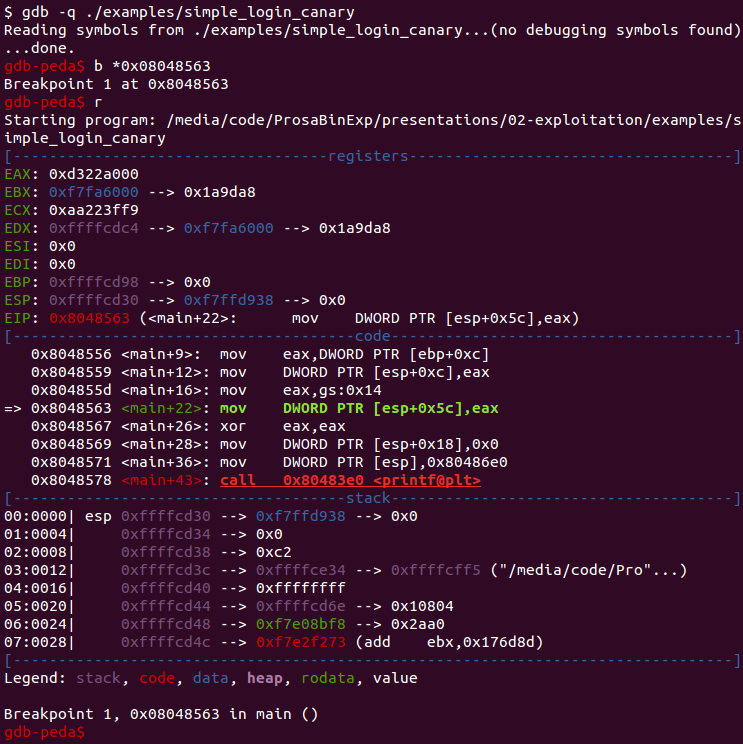 $ gdb -q ./examples/simple_login_canary
Reading symbols from ./examples/simple_login_canary...(no debugging symbols found)
...done.
gdb-peda$ b *0x08048563
Breakpoint 1 at 0x8048563
gdb-peda$ r
Starting program: /media/code/ProsaBinExp/presentations/02-exploitation/examples/s
imple_login_canary
[-----------------------------------registers------------------------------------]
EAX: 0xd322a000
EBX: 0xf7fa6000 --> 0x1a9da8
ECX: 0xaa223ff9
EDX: 0xffffcdc4 --> 0xf7fa6000 --> 0x1a9da8
ESI: 0x0
EDI: 0x0
EBP: 0xffffcd98 --> 0x0
ESP: 0xffffcd30 --> 0xf7ffd938 --> 0x0
EIP: 0x8048563 (<main+22>:      mov    DWORD PTR [esp+0x5c],eax)
[--------------------------------------code--------------------------------------]
   0x8048556 <main+9>:  mov    eax,DWORD PTR [ebp+0xc]
   0x8048559 <main+12>: mov    DWORD PTR [esp+0xc],eax
   0x804855d <main+16>: mov    eax,gs:0x14
=> 0x8048563 <main+22>: mov    DWORD PTR [esp+0x5c],eax
   0x8048567 <main+26>: xor    eax,eax
   0x8048569 <main+28>: mov    DWORD PTR [esp+0x18],0x0
   0x8048571 <main+36>: mov    DWORD PTR [esp],0x80486e0
   0x8048578 <main+43>: call   0x80483e0 <printf@plt>
[-------------------------------------stack--------------------------------------]
00:0000| esp 0xffffcd30 --> 0xf7ffd938 --> 0x0
01:0004|     0xffffcd34 --> 0x0
02:0008|     0xffffcd38 --> 0xc2
03:0012|     0xffffcd3c --> 0xffffce34 --> 0xffffcff5 ("/media/code/Pro"...)
04:0016|     0xffffcd40 --> 0xffffffff
05:0020|     0xffffcd44 --> 0xffffcd6e --> 0x10804
06:0024|     0xffffcd48 --> 0xf7e08bf8 --> 0x2aa0
07:0028|     0xffffcd4c --> 0xf7e2f273 (add    ebx,0x176d8d)
[--------------------------------------------------------------------------------]
Legend: stack, code, data, heap, rodata, value

Breakpoint 1, 0x08048563 in main ()
gdb-peda$